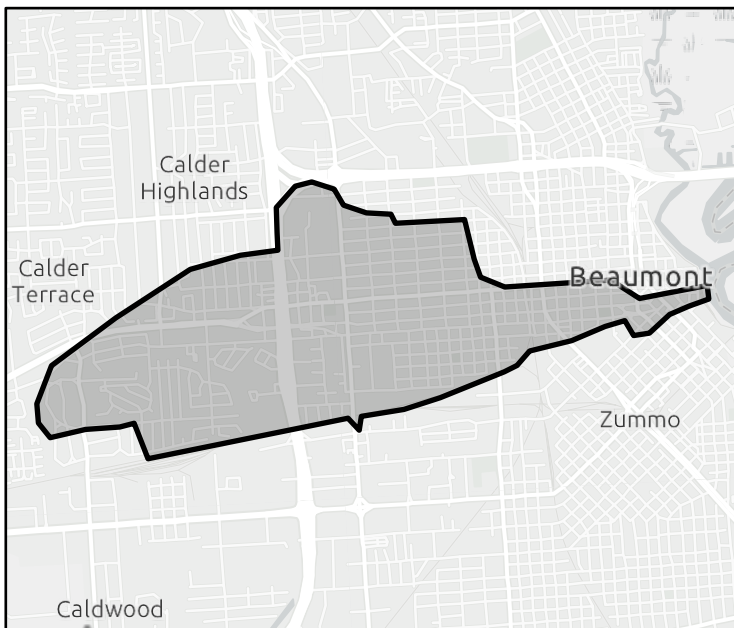 Calder
Highlands
Calder
Terrace
Beaumont
Zummo
Caldwood